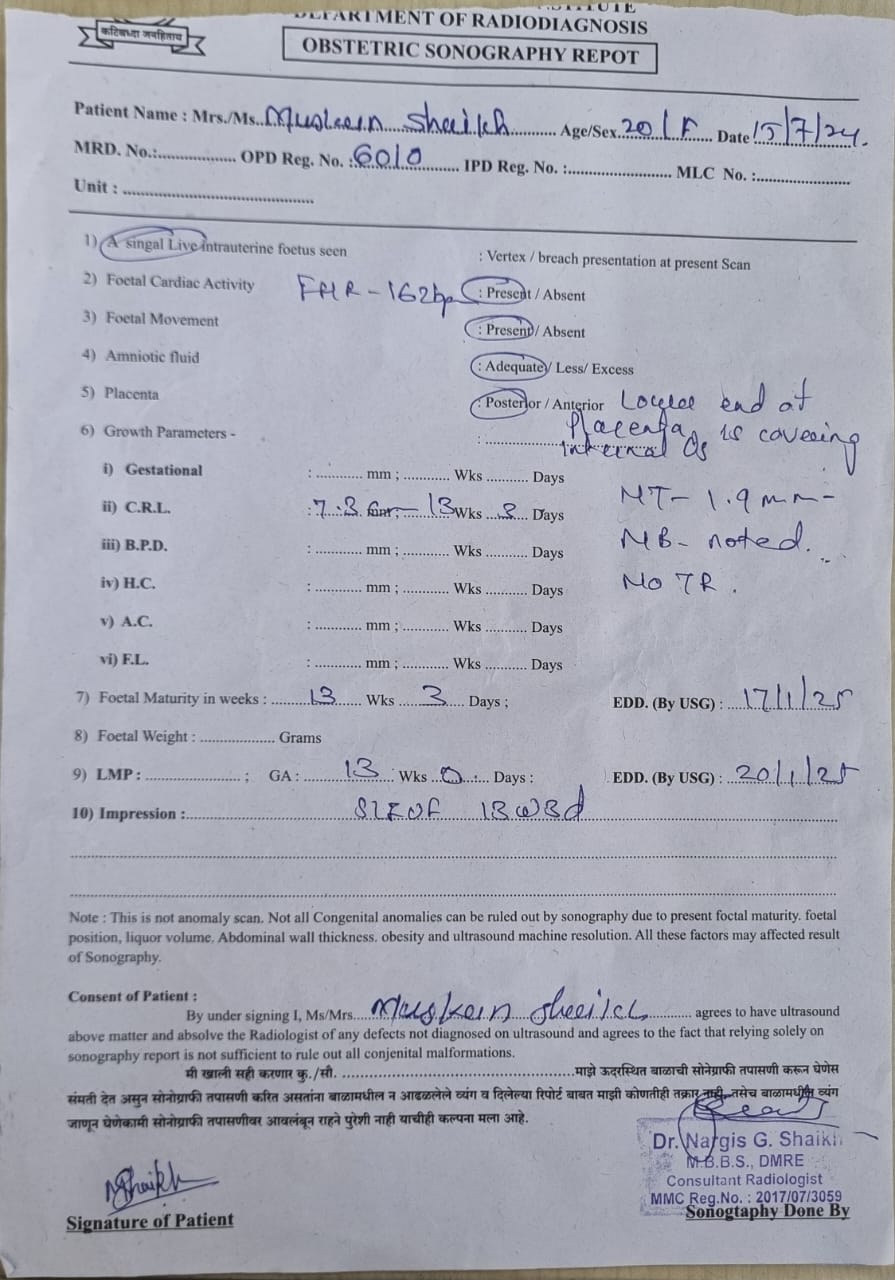 कटिबध्दा जनहिताय
DEPARTMENT OF RADIODIAGNOSIS
OBSTETRIC SONOGRAPHY REPOT
Patient Name : Mrs./Ms..Muskan Shaikh........... Age/Sex 20/F.... Date 15/7/24.
MRD. No.:.................. OPD Reg. No. :6010........ IPD Reg. No. :........................ MLC No. :.....................
Unit : ............................................
1) A singal Live intrauterine foetus seen : Vertex / breach presentation at present Scan
2) Foetal Cardiac Activity FHR - 162bp : Present / Absent
3) Foetal Movement : Present / Absent
4) Amniotic fluid : Adequate / Less/ Excess
5) Placenta : Posterior / Anterior Lower end of
6) Growth Parameters - : ................ Placenta is covering
internal Os
i) Gestational : ............ mm ; ........... Wks .......... Days
ii) C.R.L. : 7.3 cm - 13 Wks 3 Days NT - 1.9 mm -
iii) B.P.D. : ............ mm ; ........... Wks .......... Days NB - noted.
iv) H.C. : ............ mm ; ........... Wks .......... Days No TR.
v) A.C. : ............ mm ; ........... Wks .......... Days
vi) F.L. : ............ mm ; ........... Wks .......... Days
7) Foetal Maturity in weeks : .........13....... Wks ....3..... Days ; EDD. (By USG) : 17/1/25
8) Foetal Weight : .................. Grams
9) LMP : ....................... ; GA : .......13..... Wks ..0.... Days : EDD. (By USG) : 20/1/25
10) Impression :................ SLIUF 13w3d
Note : This is not anomaly scan. Not all Congenital anomalies can be ruled out by sonography due to present foctal maturity. foetal
position, liquor volume. Abdominal wall thickness. obesity and ultrasound machine resolution. All these factors may affected result
of Sonography.
Consent of Patient :
By under signing I, Ms/Mrs....Muskan Shaikh.......... agrees to have ultrasound
above matter and absolve the Radiologist of any defects not diagnosed on ultrasound and agrees to the fact that relying solely on
sonography report is not sufficient to rule out all conjenital malformations.
मी खाली सही करणार कु./सौ. ......................................................माझे ऊदरस्थित बाळाची सोनेग्राफी तपासणी करून घेणेस
संमती देत असुन सोनोग्राफी तपासणी करित असतांना बाळामधील न आढळलेले व्यंग व दिलेल्या रिपोर्ट बाबत माझी कोणतीही तक्रार नाही. तसेच बाळामधील व्यंग
जाणून घेणेकामी सोनोग्राफी तपासणीवर आवलंबून राहने पुरेशी नाही याचीही कल्पना मला आहे.
Dr. Nargis G. Shaikh
M.B.B.S., DMRE
Consultant Radiologist
MMC Reg.No. : 2017/07/3059
MShaikh
Signature of Patient Sonogtaphy Done By